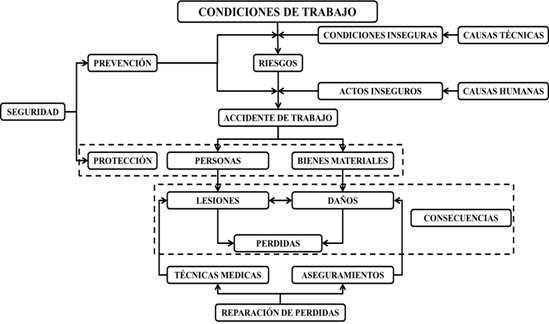 CONDICIONES DE TRABAJO
CONDICIONES INSEGURAS
CAUSAS TÉCNICAS
PREVENCIÓN
RIESGOS
ACTOS INSEGUROS
CAUSAS HUMANAS
SEGURIDAD
ACCIDENTE DE TRABAJO
PROTECCIÓN
PERSONAS
BIENES MATERIALES
LESIONES
DAÑOS
CONSECUENCIAS
PERDIDAS
TÉCNICAS MEDICAS
ASEGURAMIENTOS
REPARACIÓN DE PERDIDAS